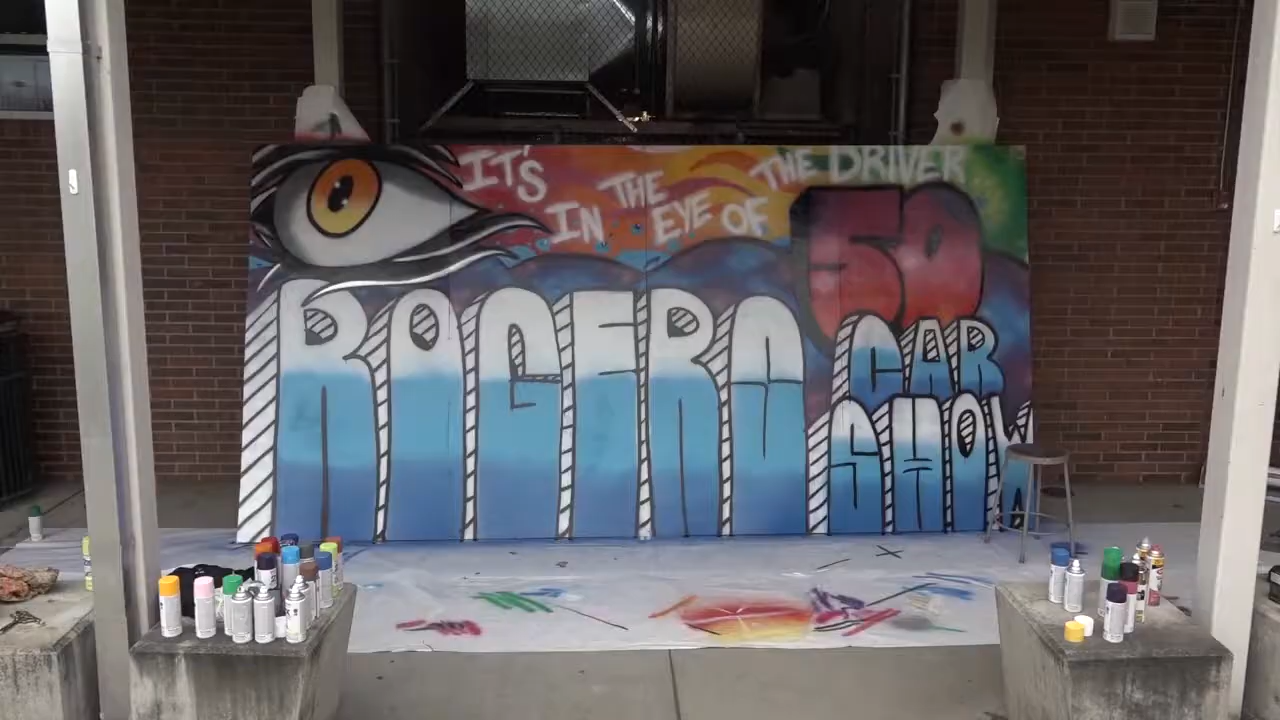 IT'S IN THE EYE OF THE DRIVER
50
ROGERS
CAR
SHOW